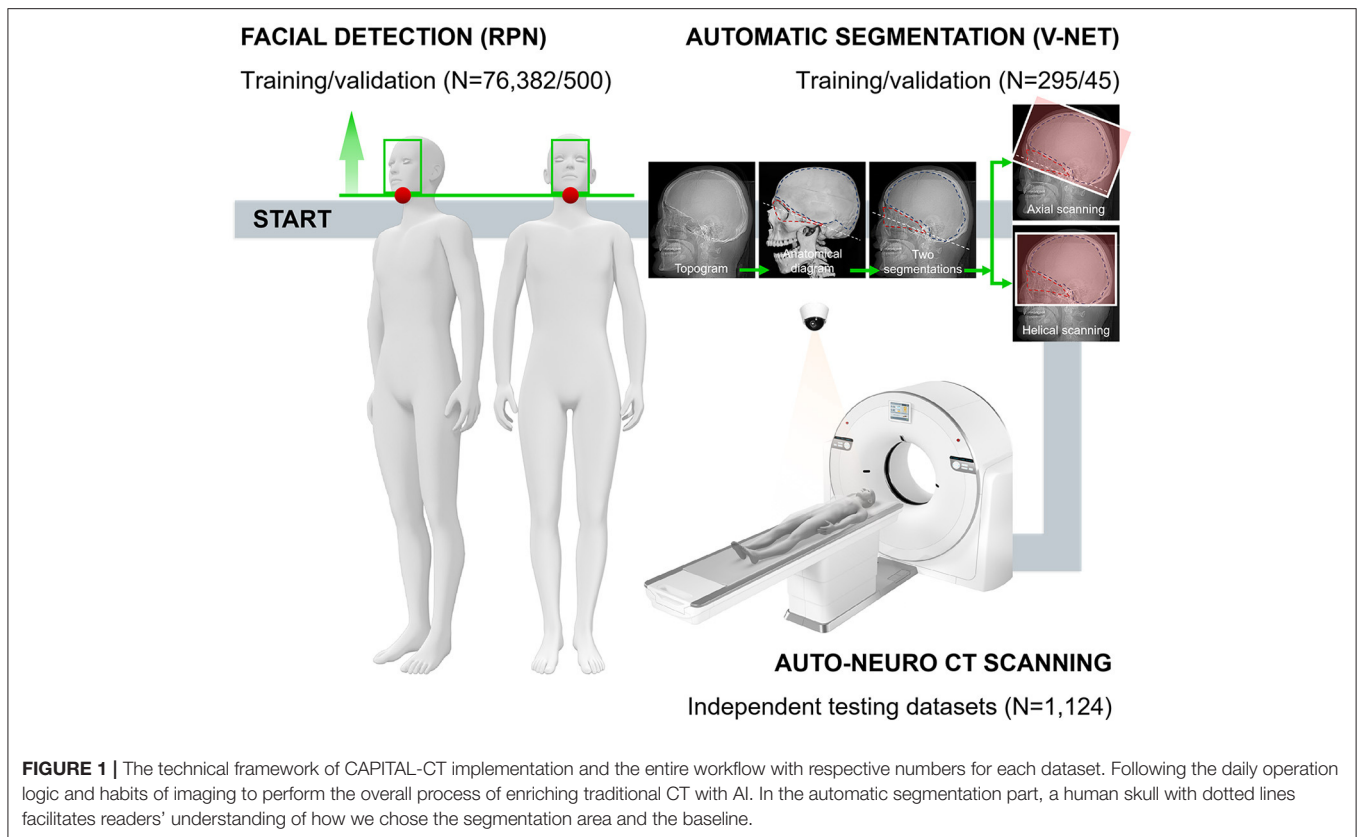 FACIAL DETECTION (RPN)
Training/validation (N=76,382/500)
AUTOMATIC SEGMENTATION (V-NET)
Training/validation (N=295/45)
START
Topogram
Anatomical
diagram
Two
segmentations
Axial scanning
Helical scanning
AUTO-NEURO CT SCANNING
Independent testing datasets (N=1,124)
FIGURE 1 | The technical framework of CAPITAL-CT implementation and the entire workflow with respective numbers for each dataset. Following the daily operation
logic and habits of imaging to perform the overall process of enriching traditional CT with AI. In the automatic segmentation part, a human skull with dotted lines
facilitates readers’ understanding of how we chose the segmentation area and the baseline.